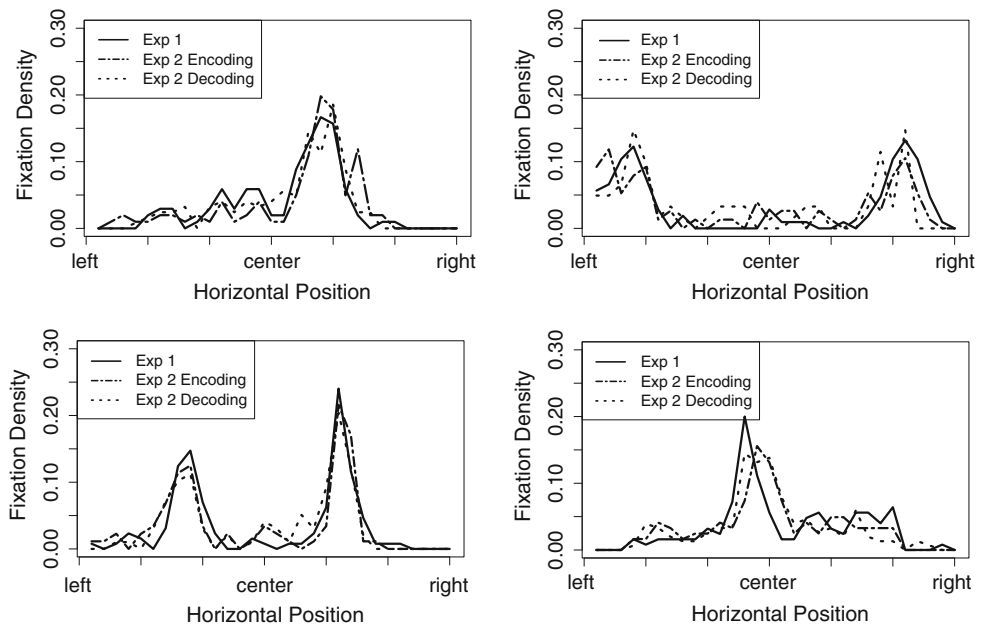 Fixation Density
0.00 0.10 0.20 0.30
Exp 1
Exp 2 Encoding
Exp 2 Decoding
left center right
Horizontal Position
Fixation Density
0.00 0.10 0.20 0.30
Exp 1
Exp 2 Encoding
Exp 2 Decoding
left center right
Horizontal Position
Fixation Density
0.00 0.10 0.20 0.30
Exp 1
Exp 2 Encoding
Exp 2 Decoding
left center right
Horizontal Position
Fixation Density
0.00 0.10 0.20 0.30
Exp 1
Exp 2 Encoding
Exp 2 Decoding
left center right
Horizontal Position